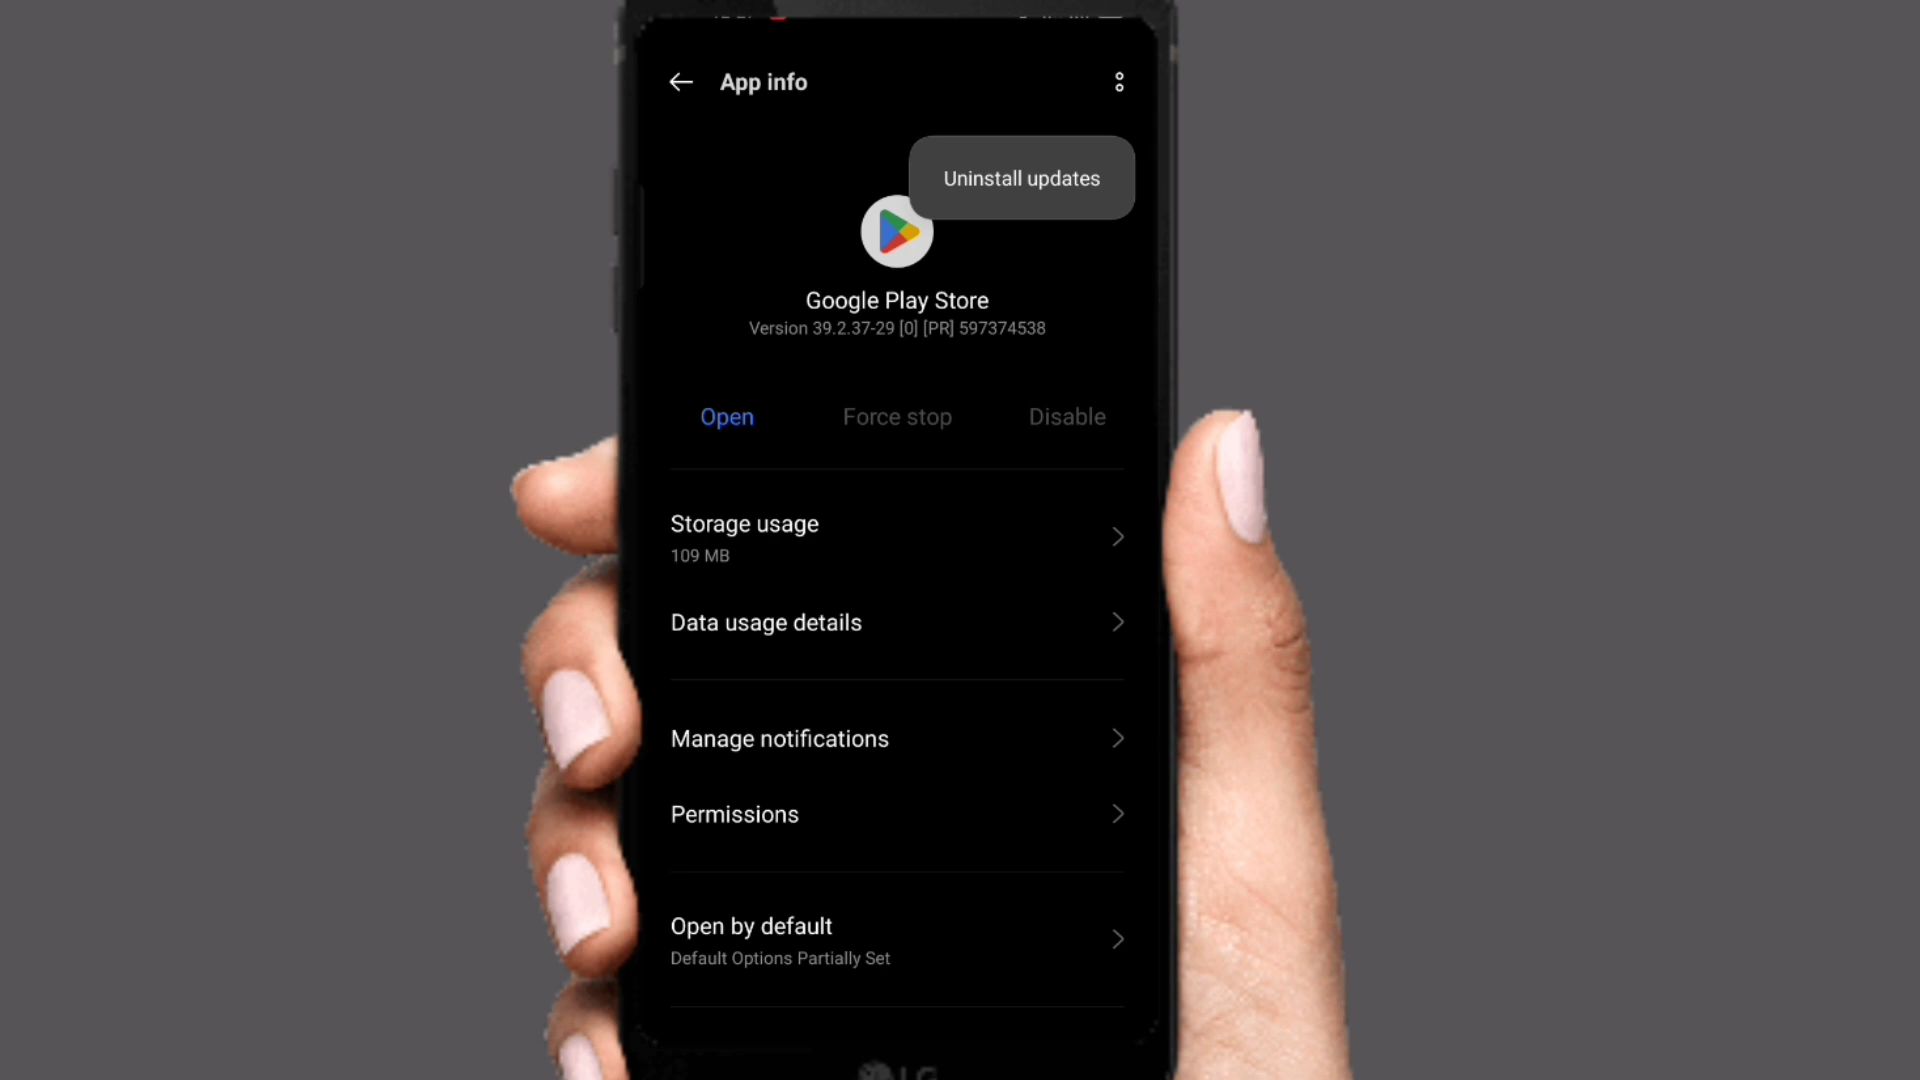 App info
Uninstall updates
Google Play Store
Version 39.2.37-29 [0] [PR] 597374538
Open
Force stop
Disable
Storage usage
109 MB
Data usage details
Manage notifications
Permissions
Open by default
Default Options Partially Set
LG